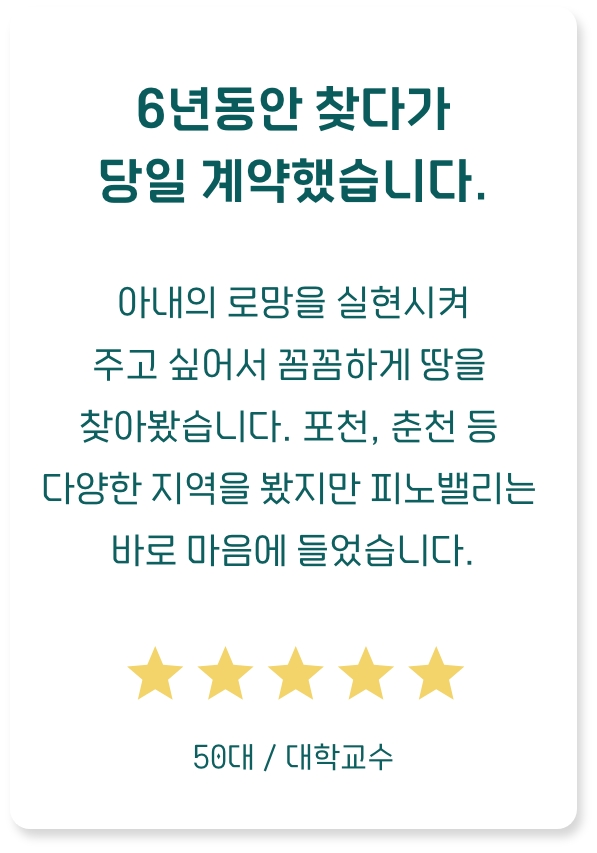 6년동안 찾다가
당일 계약했습니다.
아내의 로망을 실현시켜
주고 싶어서 꼼꼼하게 땅을
찾아봤습니다. 포천, 춘천 등
다양한 지역을 봤지만 피노밸리는
바로 마음에 들었습니다.
50대 / 대학교수